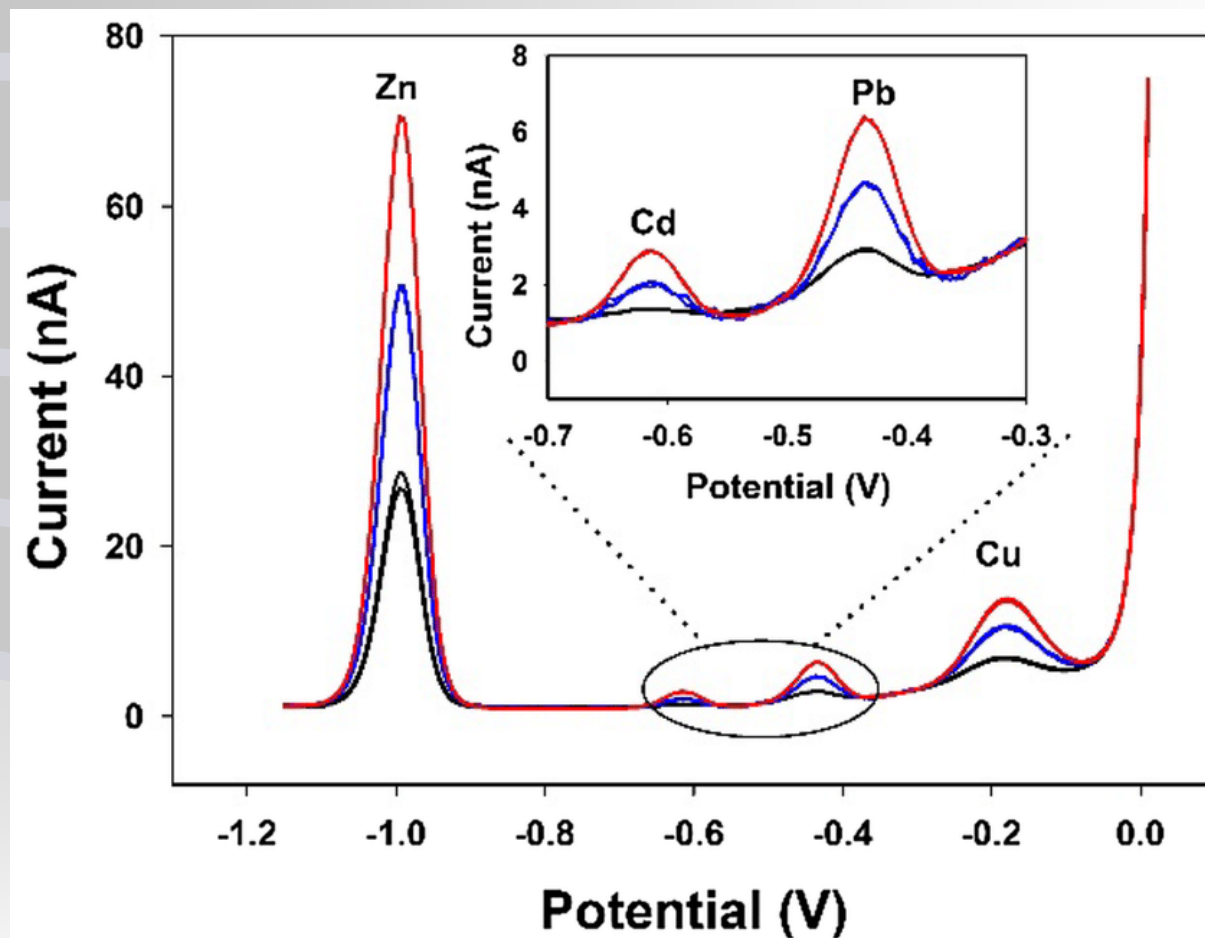 80
60
40
20
0
Current (nA)
Zn
8
6
4
2
0
Current (nA)
Cd
Pb
-0.7 -0.6 -0.5 -0.4 -0.3
Potential (V)
Cu
-1.2 -1.0 -0.8 -0.6 -0.4 -0.2 0.0
Potential (V)